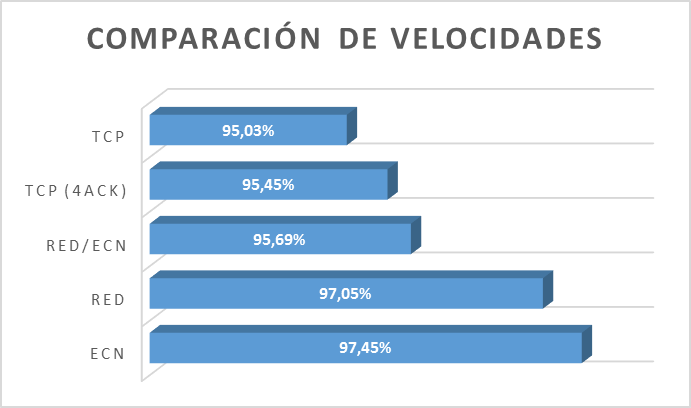 COMPARACIÓN DE VELOCIDADES
TCP 95,03%
TCP (4ACK) 95,45%
RED/ECN 95,69%
RED 97,05%
ECN 97,45%